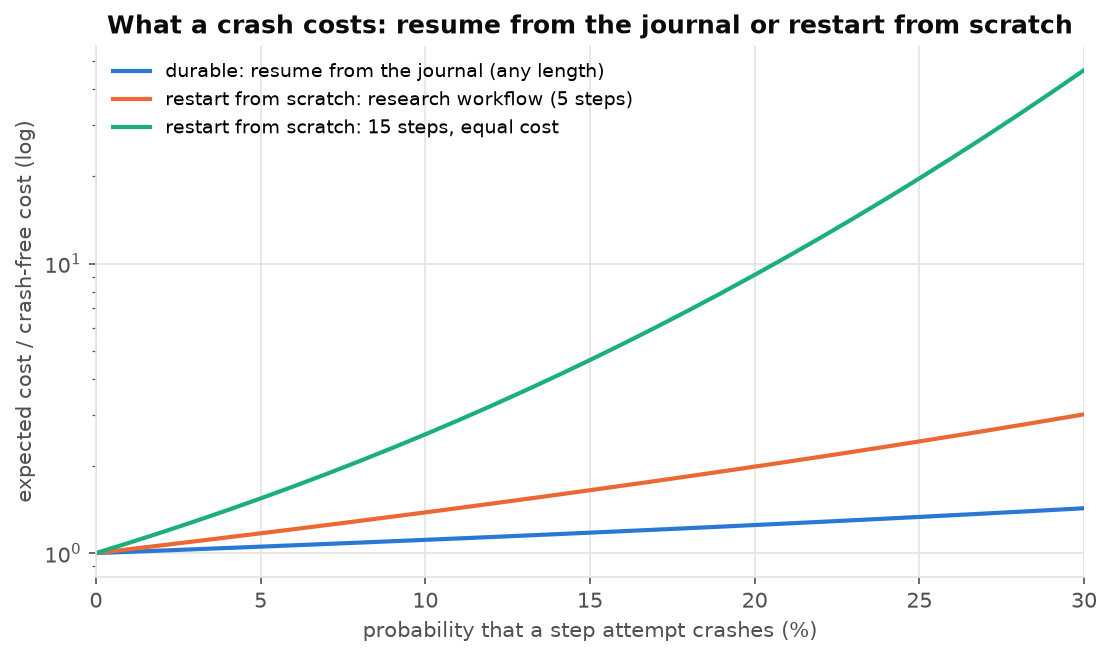 What a crash costs: resume from the journal or restart from scratch
durable: resume from the journal (any length)
restart from scratch: research workflow (5 steps)
restart from scratch: 15 steps, equal cost
expected cost / crash-free cost (log)
10¹
10⁰
0 5 10 15 20 25 30
probability that a step attempt crashes (%)